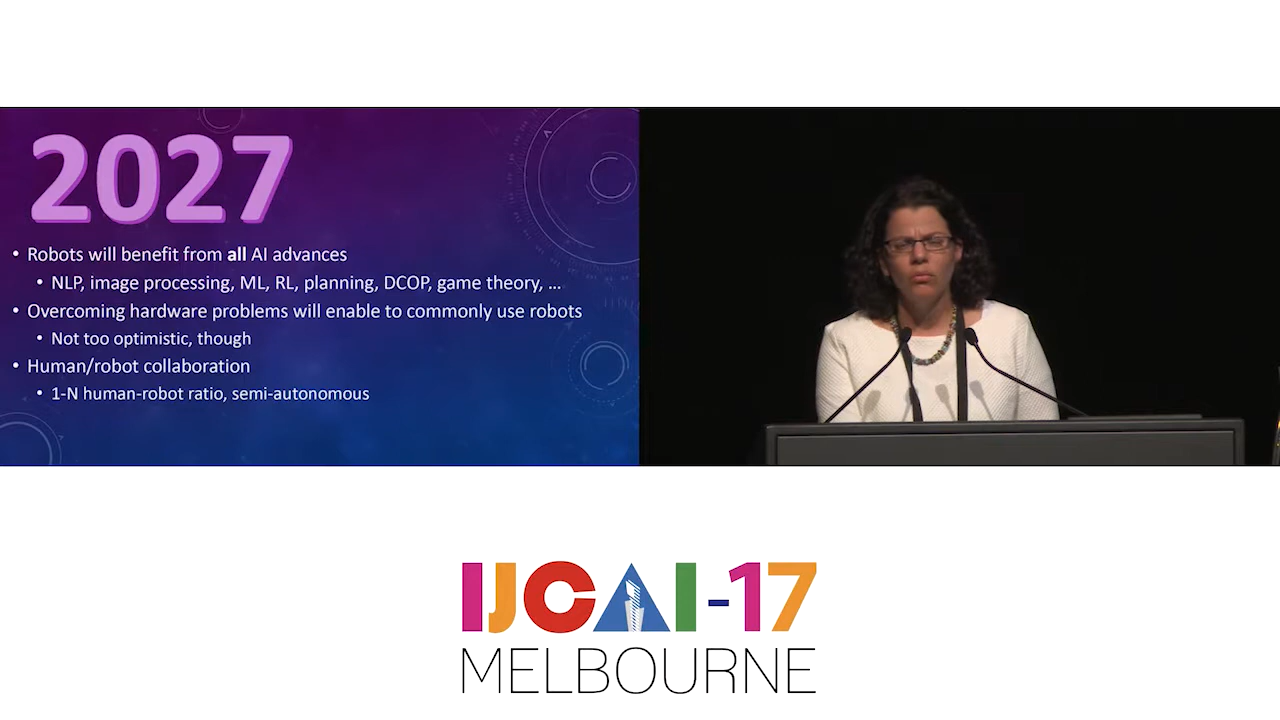 2027
• Robots will benefit from all AI advances
• NLP, image processing, ML, RL, planning, DCOP, game theory, ...
• Overcoming hardware problems will enable to commonly use robots
• Not too optimistic, though
• Human/robot collaboration
• 1-N human-robot ratio, semi-autonomous
IJCAI-17
MELBOURNE